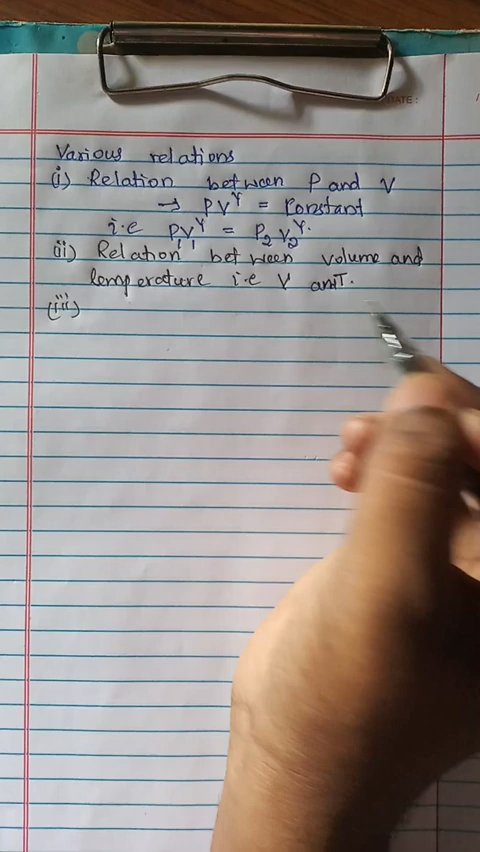 DATE :
Various relations
(i) Relation between P and V
→ PV^γ = Constant
i.e P₁V₁^γ = P₂V₂^γ.
(ii) Relation between volume and
temperature i.e V and T.
(iii)